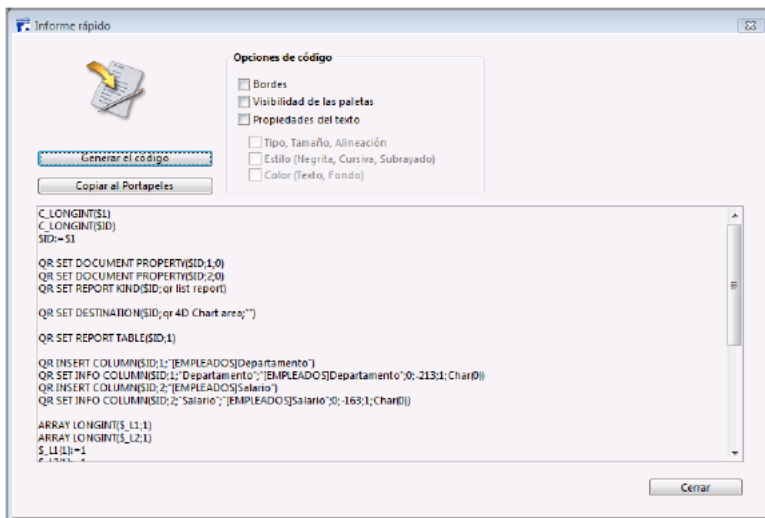 Informe rápido
Opciones de código
Bordes
Visibilidad de las paletas
Propiedades del texto
Tipo, Tamaño, Alineación
Estilo (Negrita, Cursiva, Subrayado)
Color (Texto, Fondo)
Generar el código
Copiar al Portapeles
C_LONGINT($1)
C_LONGINT($ID)
$ID:=$1
QR SET DOCUMENT PROPERTY($ID;1;0)
QR SET DOCUMENT PROPERTY($ID;2;0)
QR SET REPORT KIND($ID;qr list report)
QR SET DESTINATION($ID;qr 4D Chart area;"")
QR SET REPORT TABLE($ID;1)
QR INSERT COLUMN($ID;1;"[EMPLEADOS]Departamento")
QR SET INFO COLUMN($ID;1;"Departamento";"[EMPLEADOS]Departamento";0;-213;1;Char(0))
QR INSERT COLUMN($ID;2;"[EMPLEADOS]Salario")
QR SET INFO COLUMN($ID;2;"Salario";"[EMPLEADOS]Salario";0;-163;1;Char(0))
ARRAY LONGINT($_L1;1)
ARRAY LONGINT($_L2;1)
$_L1{1}:=1
Cerrar